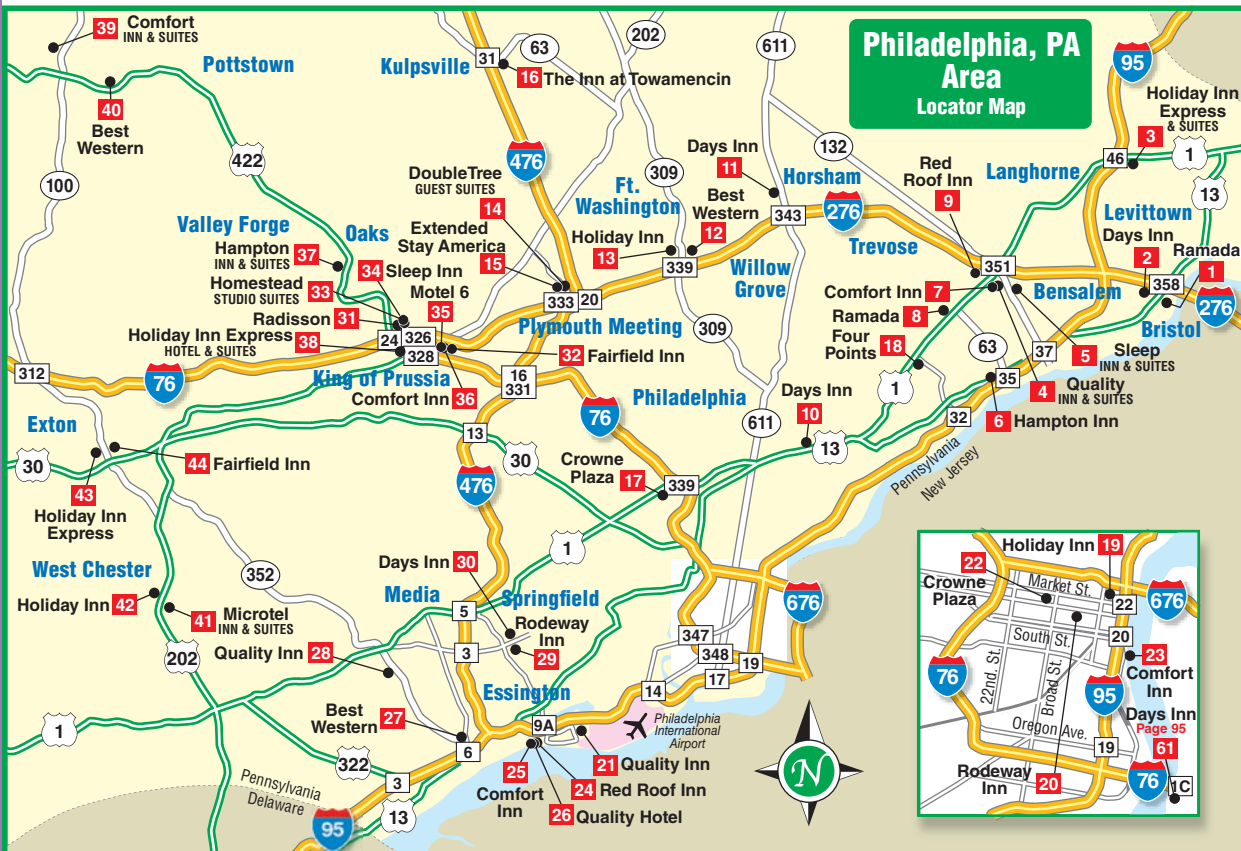 Philadelphia, PA
Area
Locator Map
39 Comfort
INN & SUITES
Pottstown
40
Best
Western
422
100
Kulpsville
31
63
202
611
16 The Inn at Towamencin
476
132
95
Holiday Inn
Express
& SUITES
3
46
1
13
Langhorne
Levittown
Days Inn
2
Ramada
1
358
276
Bristol
Days Inn
11
Horsham
343
276
Red
Roof Inn
9
Trevose
351
Bensalem
309
Ft.
Washington
Best
Western
12
Holiday Inn
13
339
Willow
Grove
DoubleTree
GUEST SUITES
14
Extended
Stay America
15
333
20
Plymouth Meeting
309
Valley Forge
Oaks
Hampton
INN & SUITES
37
34 Sleep Inn
Homestead
STUDIO SUITES
33
Motel 6
35
Radisson 31
Holiday Inn Express
HOTEL & SUITES
38
24
326
328
32 Fairfield Inn
King of Prussia
Comfort Inn 36
312
76
16
331
76
Comfort Inn 7
Ramada 8
Four
Points
18
63
37
5 Sleep
INN & SUITES
4 Quality
INN & SUITES
35
6 Hampton Inn
1
32
Philadelphia
Days Inn
10
13
611
Pennsylvania
New Jersey
Exton
30
44 Fairfield Inn
43
Holiday Inn
Express
13
30
476
Crowne
Plaza
17
339
1
352
West Chester
Holiday Inn 42
41 Microtel
INN & SUITES
202
Days Inn 30
Media
5
Springfield
Rodeway
Inn
29
3
Quality Inn 28
676
347
348
19
17
14
Essington
Best
Western
27
6
9A
Philadelphia
International
Airport
21 Quality Inn
25
Comfort
Inn
24 Red Roof Inn
26 Quality Hotel
1
322
3
13
Pennsylvania
Delaware
95
N
Holiday Inn 19
22
Crowne
Plaza
Market St.
22
676
South St.
20
22nd. St.
Broad St.
23
Comfort
Inn
76
95
Days Inn
Page 95
61
Oregon Ave.
19
Rodeway
Inn
20
76
1C